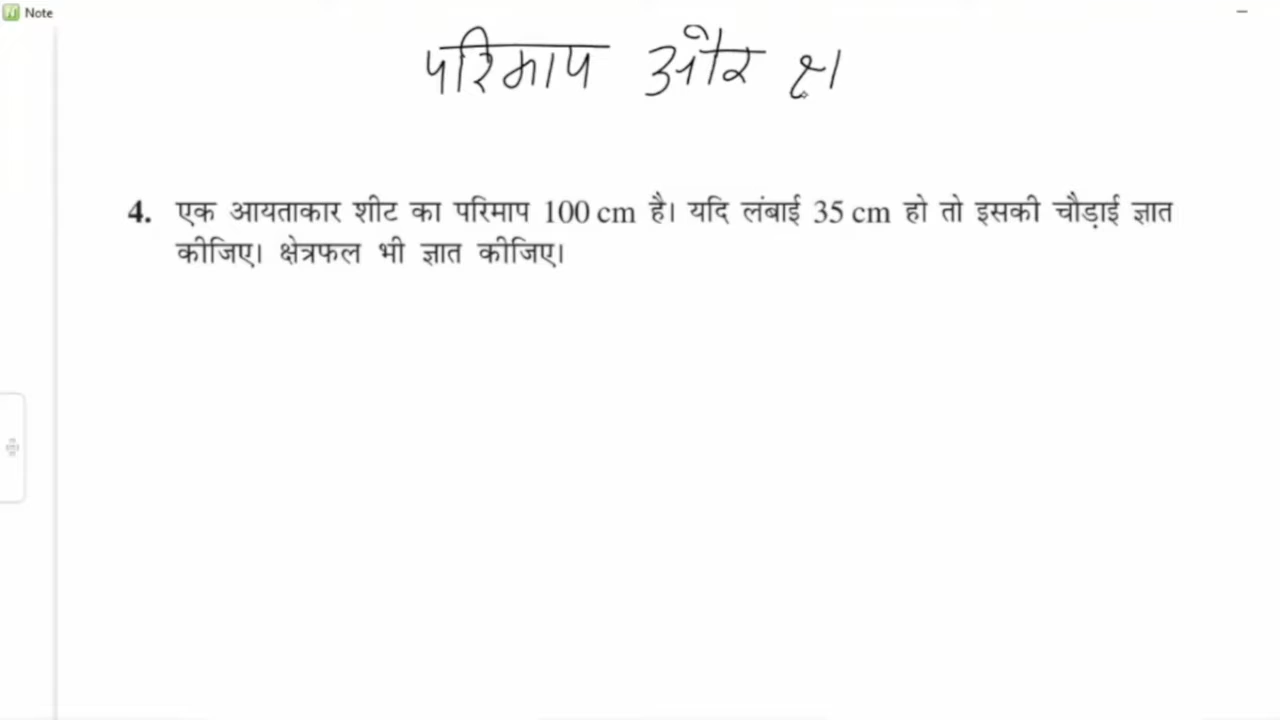 Note
परिमाप और क्ष
4. एक आयताकार शीट का परिमाप 100 cm है। यदि लंबाई 35 cm हो तो इसकी चौड़ाई ज्ञात
कीजिए। क्षेत्रफल भी ज्ञात कीजिए।